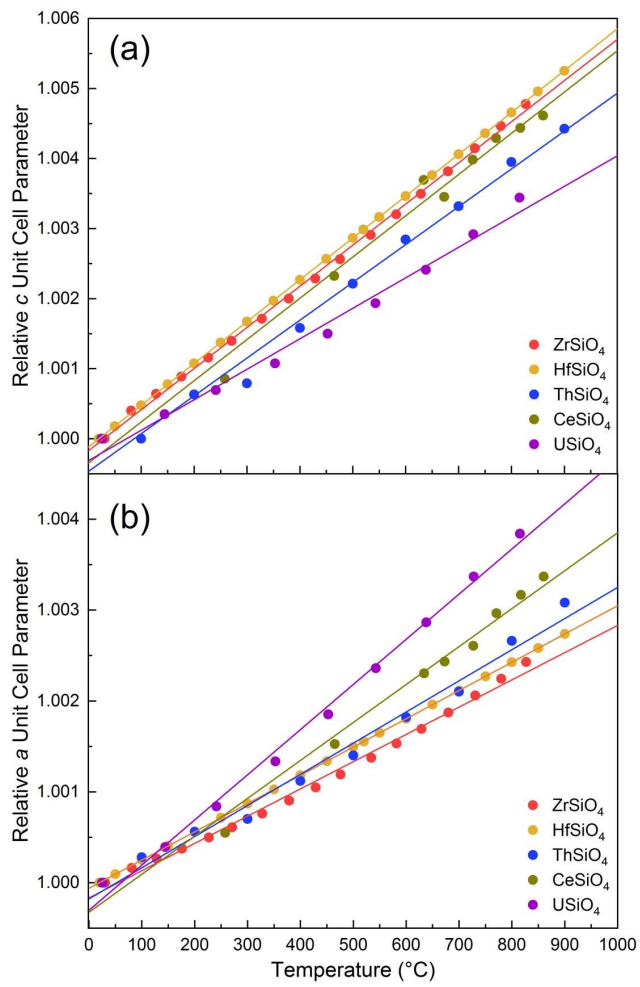 (a)
Relative c Unit Cell Parameter
1.006
1.005
1.004
1.003
1.002
1.001
1.000
ZrSiO₄
HfSiO₄
ThSiO₄
CeSiO₄
USiO₄
(b)
Relative a Unit Cell Parameter
1.004
1.003
1.002
1.001
1.000
ZrSiO₄
HfSiO₄
ThSiO₄
CeSiO₄
USiO₄
0 100 200 300 400 500 600 700 800 900 1000
Temperature (°C)